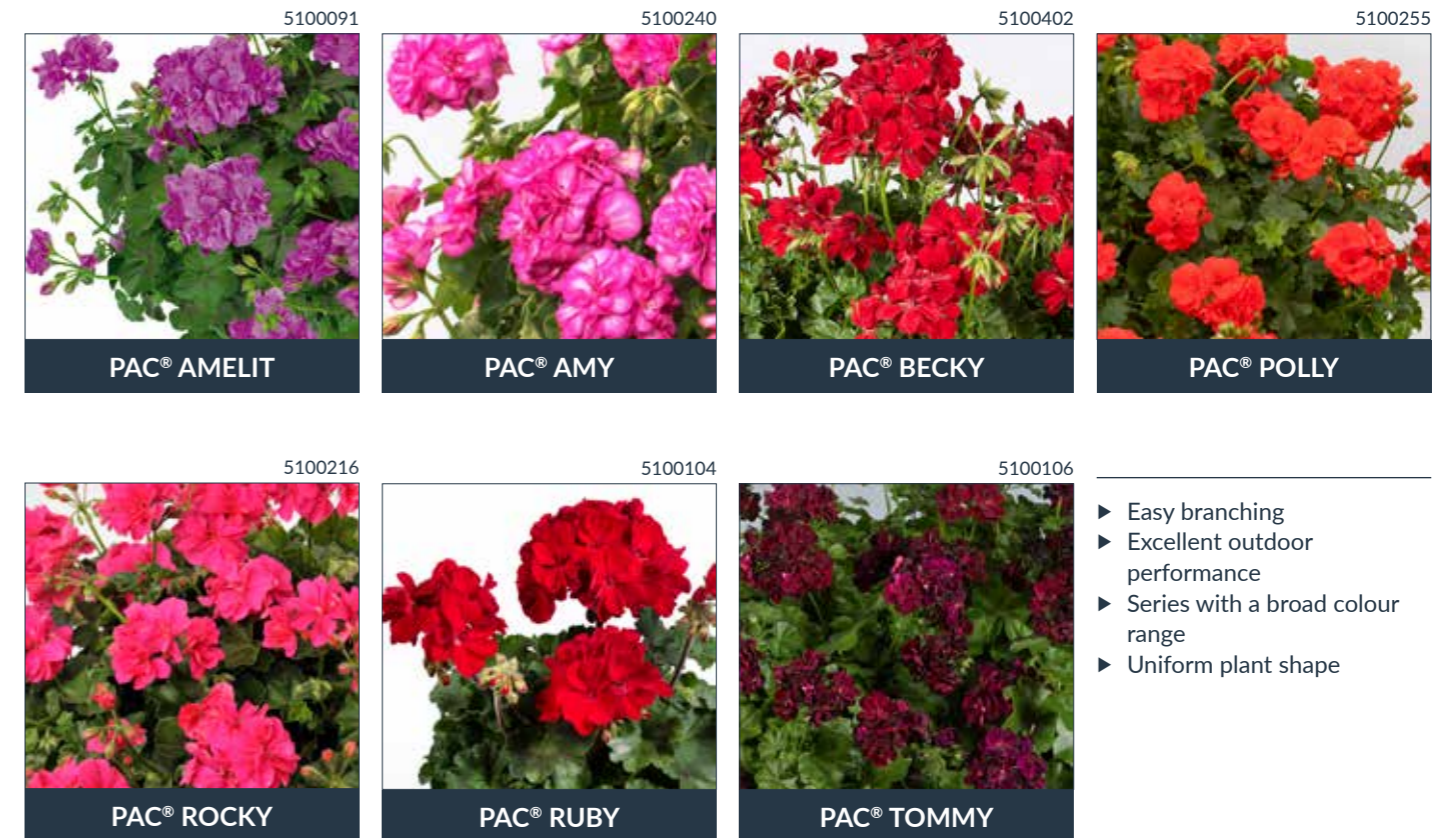 5100091
5100240
5100402
5100255
PAC® AMELIT
PAC® AMY
PAC® BECKY
PAC® POLLY
5100216
5100104
5100106
PAC® ROCKY
PAC® RUBY
PAC® TOMMY
▶ Easy branching
▶ Excellent outdoor
performance
▶ Series with a broad colour
range
▶ Uniform plant shape